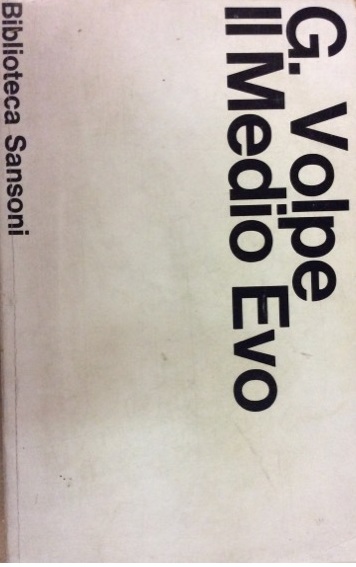 G. Volpe
Il Medio Evo
Biblioteca Sansoni